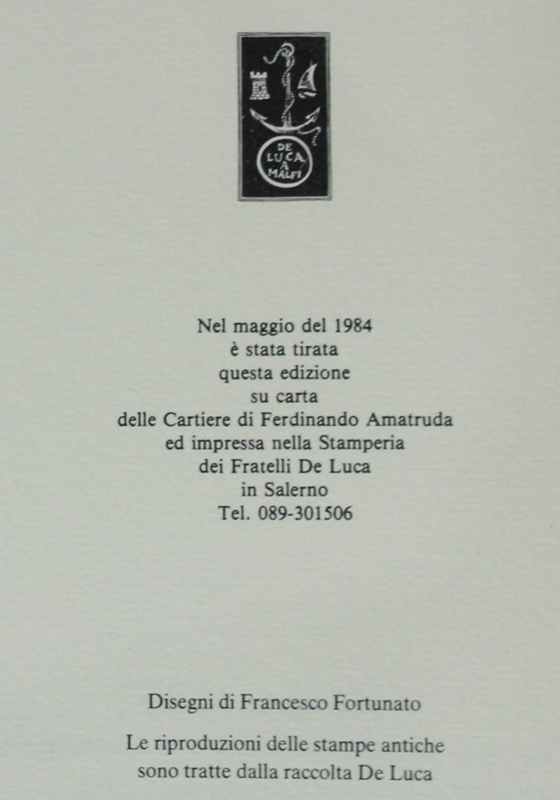 DE
LUCA
A
MALFI
Nel maggio del 1984
è stata tirata
questa edizione
su carta
delle Cartiere di Ferdinando Amatruda
ed impressa nella Stamperia
dei Fratelli De Luca
in Salerno
Tel. 089-301506
Disegni di Francesco Fortunato
Le riproduzioni delle stampe antiche
sono tratte dalla raccolta De Luca